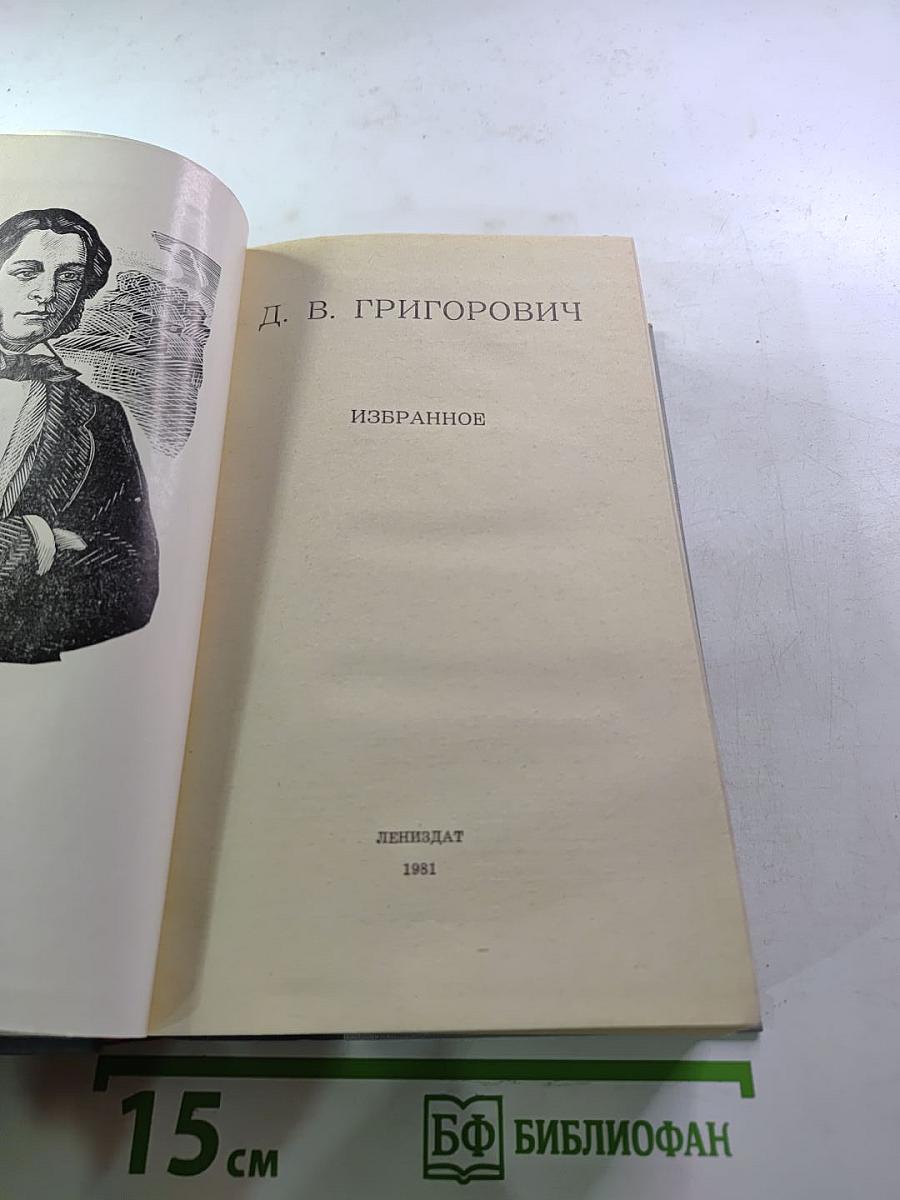 Д. В. ГРИГОРОВИЧ
ИЗБРАННОЕ
ЛЕНИЗДАТ
1981
15 см
БФ БИБЛИОФАН